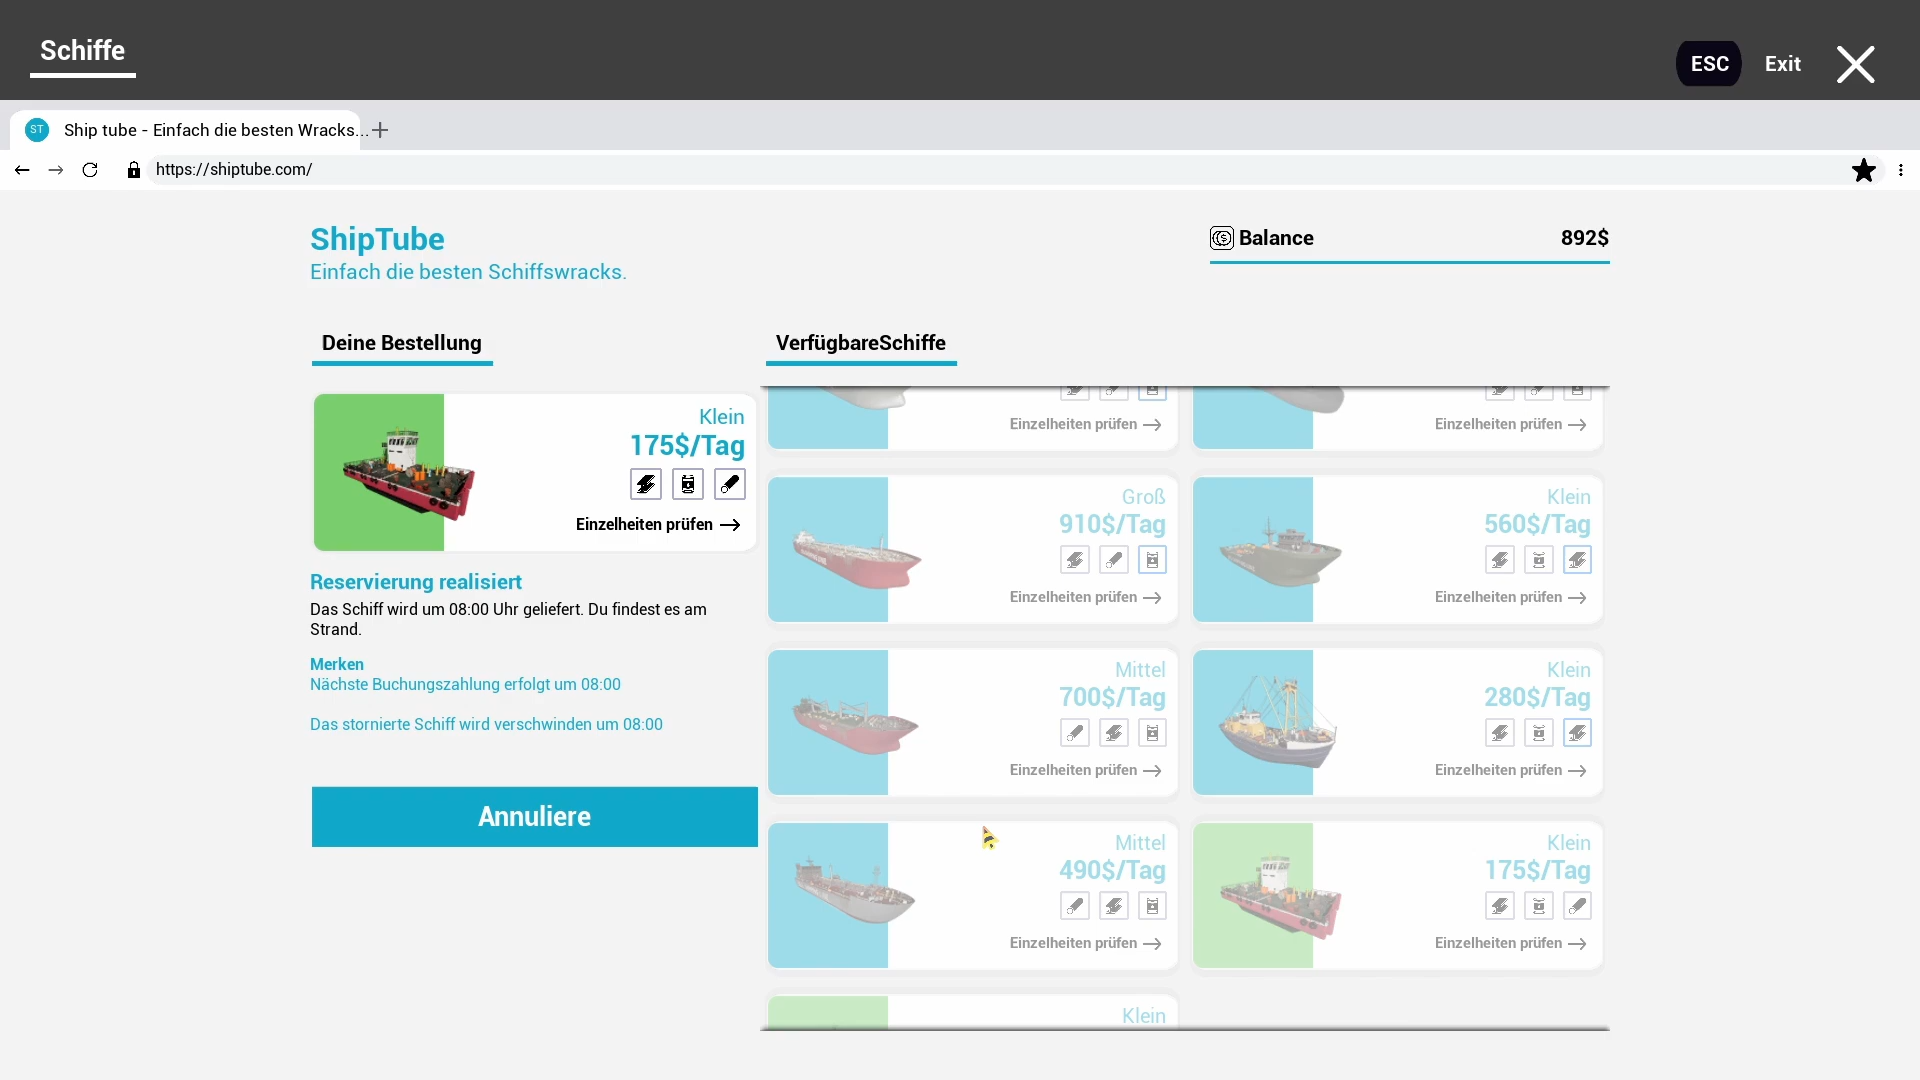 Schiffe
ESC Exit
ST Ship tube - Einfach die besten Wracks...
https://shiptube.com/
ShipTube
Einfach die besten Schiffswracks.
Balance 892$
Deine Bestellung
VerfügbareSchiffe
Klein
175$/Tag
Einzelheiten prüfen
Reservierung realisiert
Das Schiff wird um 08:00 Uhr geliefert. Du findest es am
Strand.
Merken
Nächste Buchungszahlung erfolgt um 08:00
Das stornierte Schiff wird verschwinden um 08:00
Annuliere
Einzelheiten prüfen
Einzelheiten prüfen
Groß
910$/Tag
Einzelheiten prüfen
Klein
560$/Tag
Einzelheiten prüfen
Mittel
700$/Tag
Einzelheiten prüfen
Klein
280$/Tag
Einzelheiten prüfen
Mittel
490$/Tag
Einzelheiten prüfen
Klein
175$/Tag
Einzelheiten prüfen
Klein